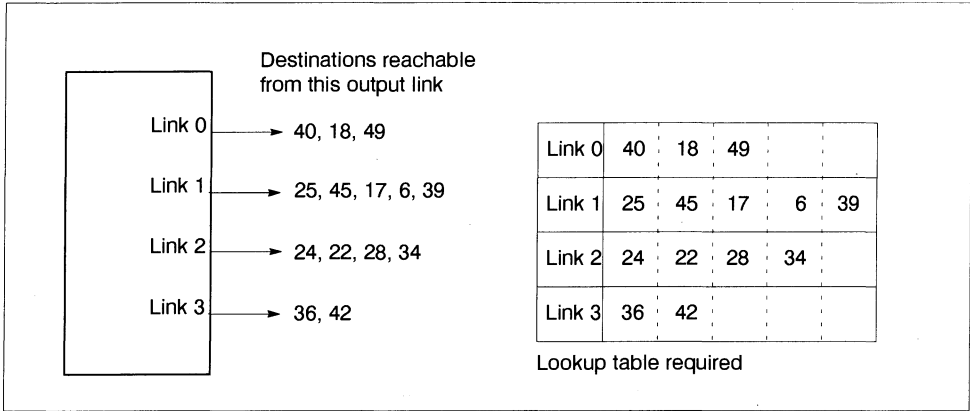 Destinations reachable
from this output link
Link 0 40, 18, 49
Link 1 25, 45, 17, 6, 39
Link 2 24, 22, 28, 34
Link 3 36, 42
Link 0 40 18 49
Link 1 25 45 17 6 39
Link 2 24 22 28 34
Link 3 36 42
Lookup table required